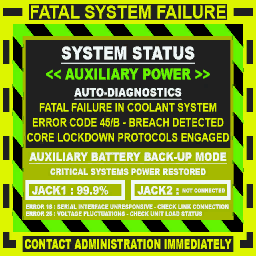 FATAL SYSTEM FAILURE
SYSTEM STATUS
<< AUXILIARY POWER >>
AUTO-DIAGNOSTICS
FATAL FAILURE IN COOLANT SYSTEM
ERROR CODE 45/B - BREACH DETECTED
CORE LOCKDOWN PROTOCOLS ENGAGED
AUXILIARY BATTERY BACK-UP MODE
CRITICAL SYSTEMS POWER RESTORED
JACK1 : 99.9% JACK2 : NOT CONNECTED
ERROR 18 : SERIAL INTERFACE UNRESPONSIVE - CHECK LINK CONNECTION
ERROR 25 : VOLTAGE FLUCTUATIONS - CHECK UNIT LOAD STATUS
CONTACT ADMINISTRATION IMMEDIATELY